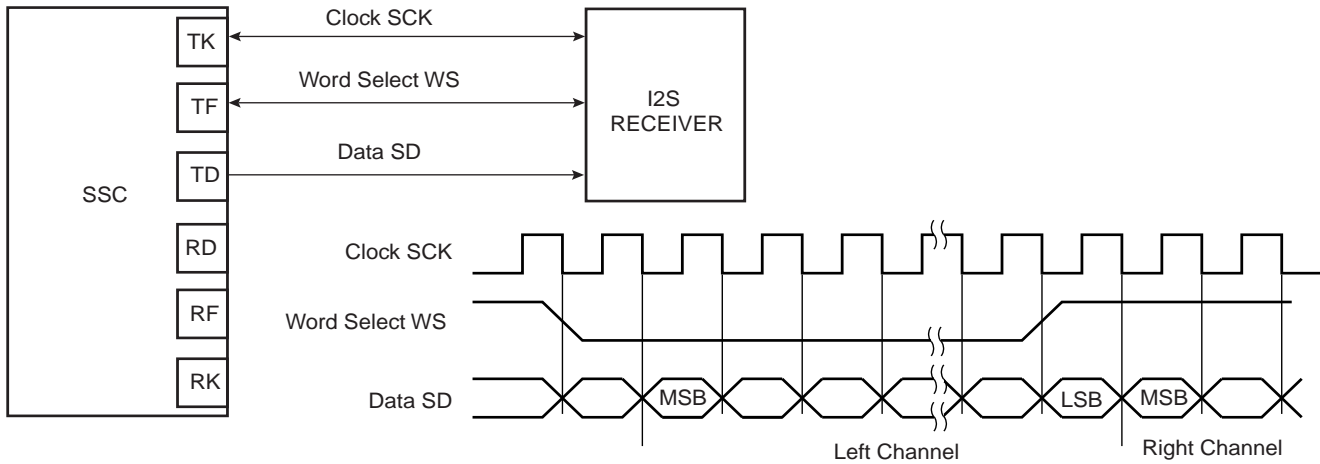 SSC
TK
TF
TD
RD
RF
RK
Clock SCK
Word Select WS
Data SD
I2S
RECEIVER
Clock SCK
Word Select WS
Data SD
MSB
LSB
MSB
Left Channel
Right Channel